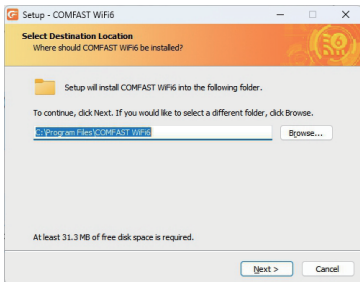 Setup - COMFAST WiFi6
Select Destination Location
Where should COMFAST WiFi6 be installed?
Setup will install COMFAST WiFi6 into the following folder.
To continue, click Next. If you would like to select a different folder, click Browse.
C:\Program Files\COMFAST WiFi6
Browse...
At least 31.3 MB of free disk space is required.
Next >
Cancel